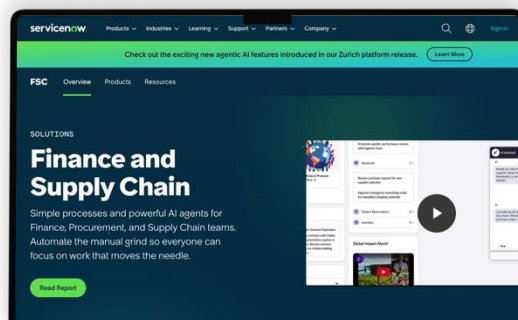 servicenow.
Products Industries Learning Support Partners Company
Sign In
Check out the exciting new agentic AI features introduced in our Zurich platform release.
Learn More
FSC Overview Products Resources
SOLUTIONS
Finance and
Supply Chain
Simple processes and powerful AI agents for
Finance, Procurement, and Supply Chain teams.
Automate the manual grind so everyone can
focus on work that moves the needle.
Read Report
Approvals
Global Impact Alert!